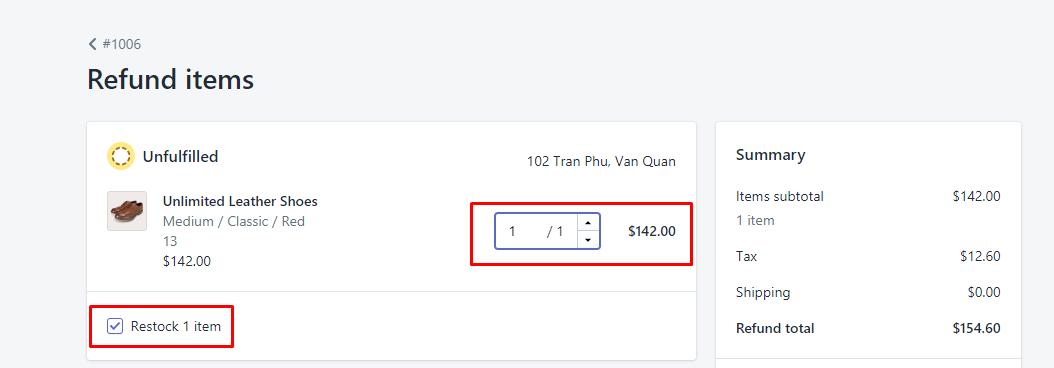 #1006
Refund items
Unfulfilled
102 Tran Phu, Van Quan
Unlimited Leather Shoes
Medium / Classic / Red
13
$142.00
1 / 1 $142.00
Restock 1 item
Summary
Items subtotal $142.00
1 item
Tax $12.60
Shipping $0.00
Refund total $154.60